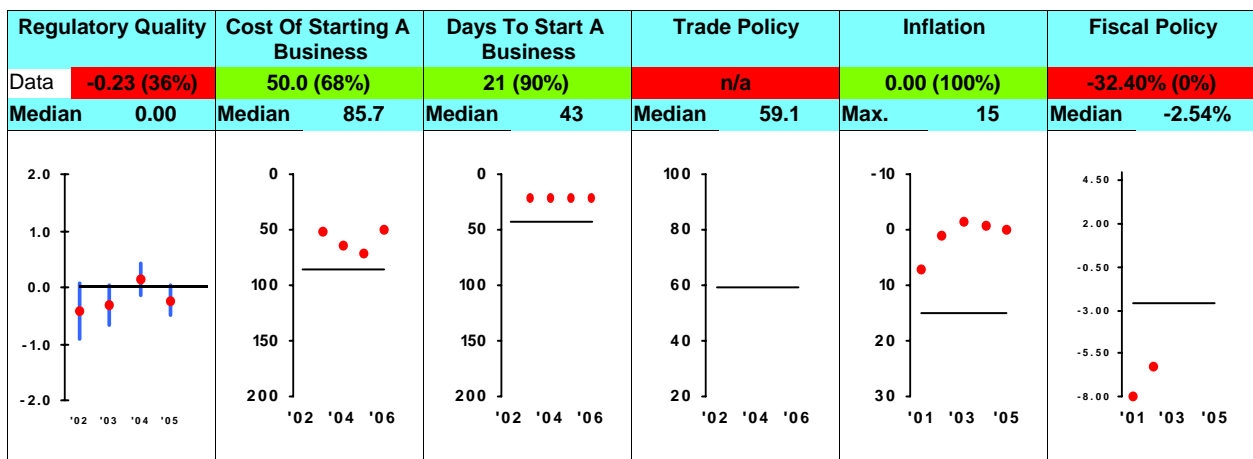 Regulatory Quality
Cost Of Starting A
Business
Days To Start A
Business
Trade Policy
Inflation
Fiscal Policy
Data -0.23 (36%) 50.0 (68%) 21 (90%) n/a 0.00 (100%) -32.40% (0%)
Median 0.00 Median 85.7 Median 43 Median 59.1 Max. 15 Median -2.54%
2.0
1.0
0.0
-1.0
-2.0
'02 '03 '04 '05
0
50
100
150
200
'02 '04 '06
0
50
100
150
200
'02 '04 '06
100
80
60
40
20
'02 '04 '06
-10
0
10
20
30
'01 '03 '05
4.50
2.00
-0.50
-3.00
-5.50
-8.00
'01 '03 '05